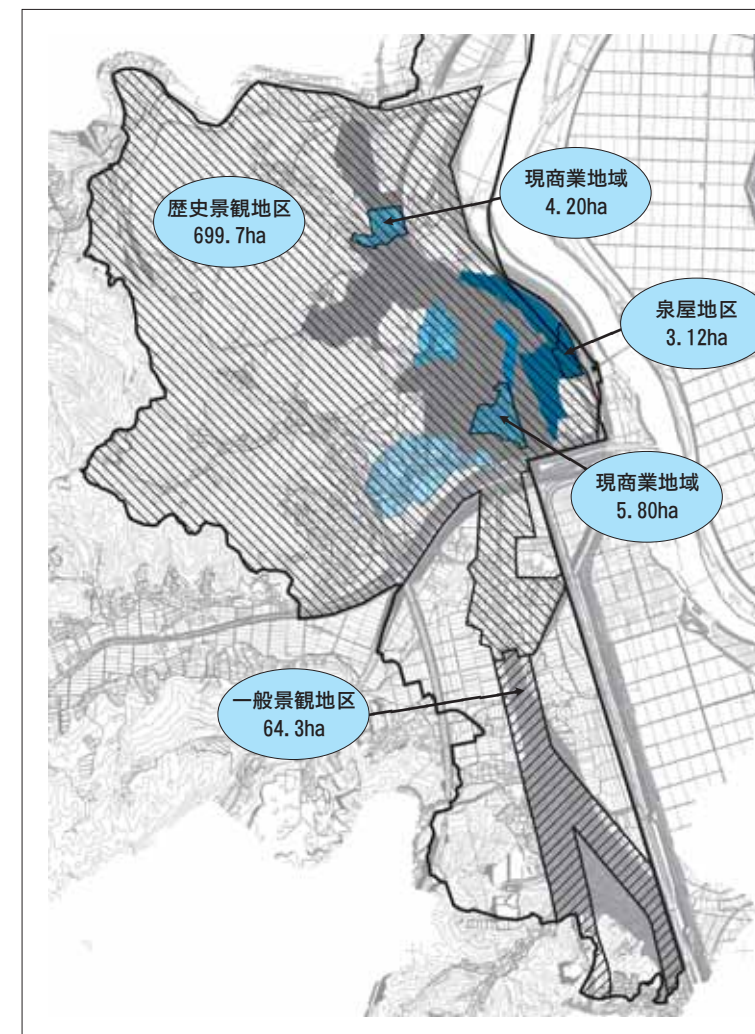 現商業地域
4.20ha
歴史景観地区
699.7ha
泉屋地区
3.12ha
現商業地域
5.80ha
一般景観地区
64.3ha